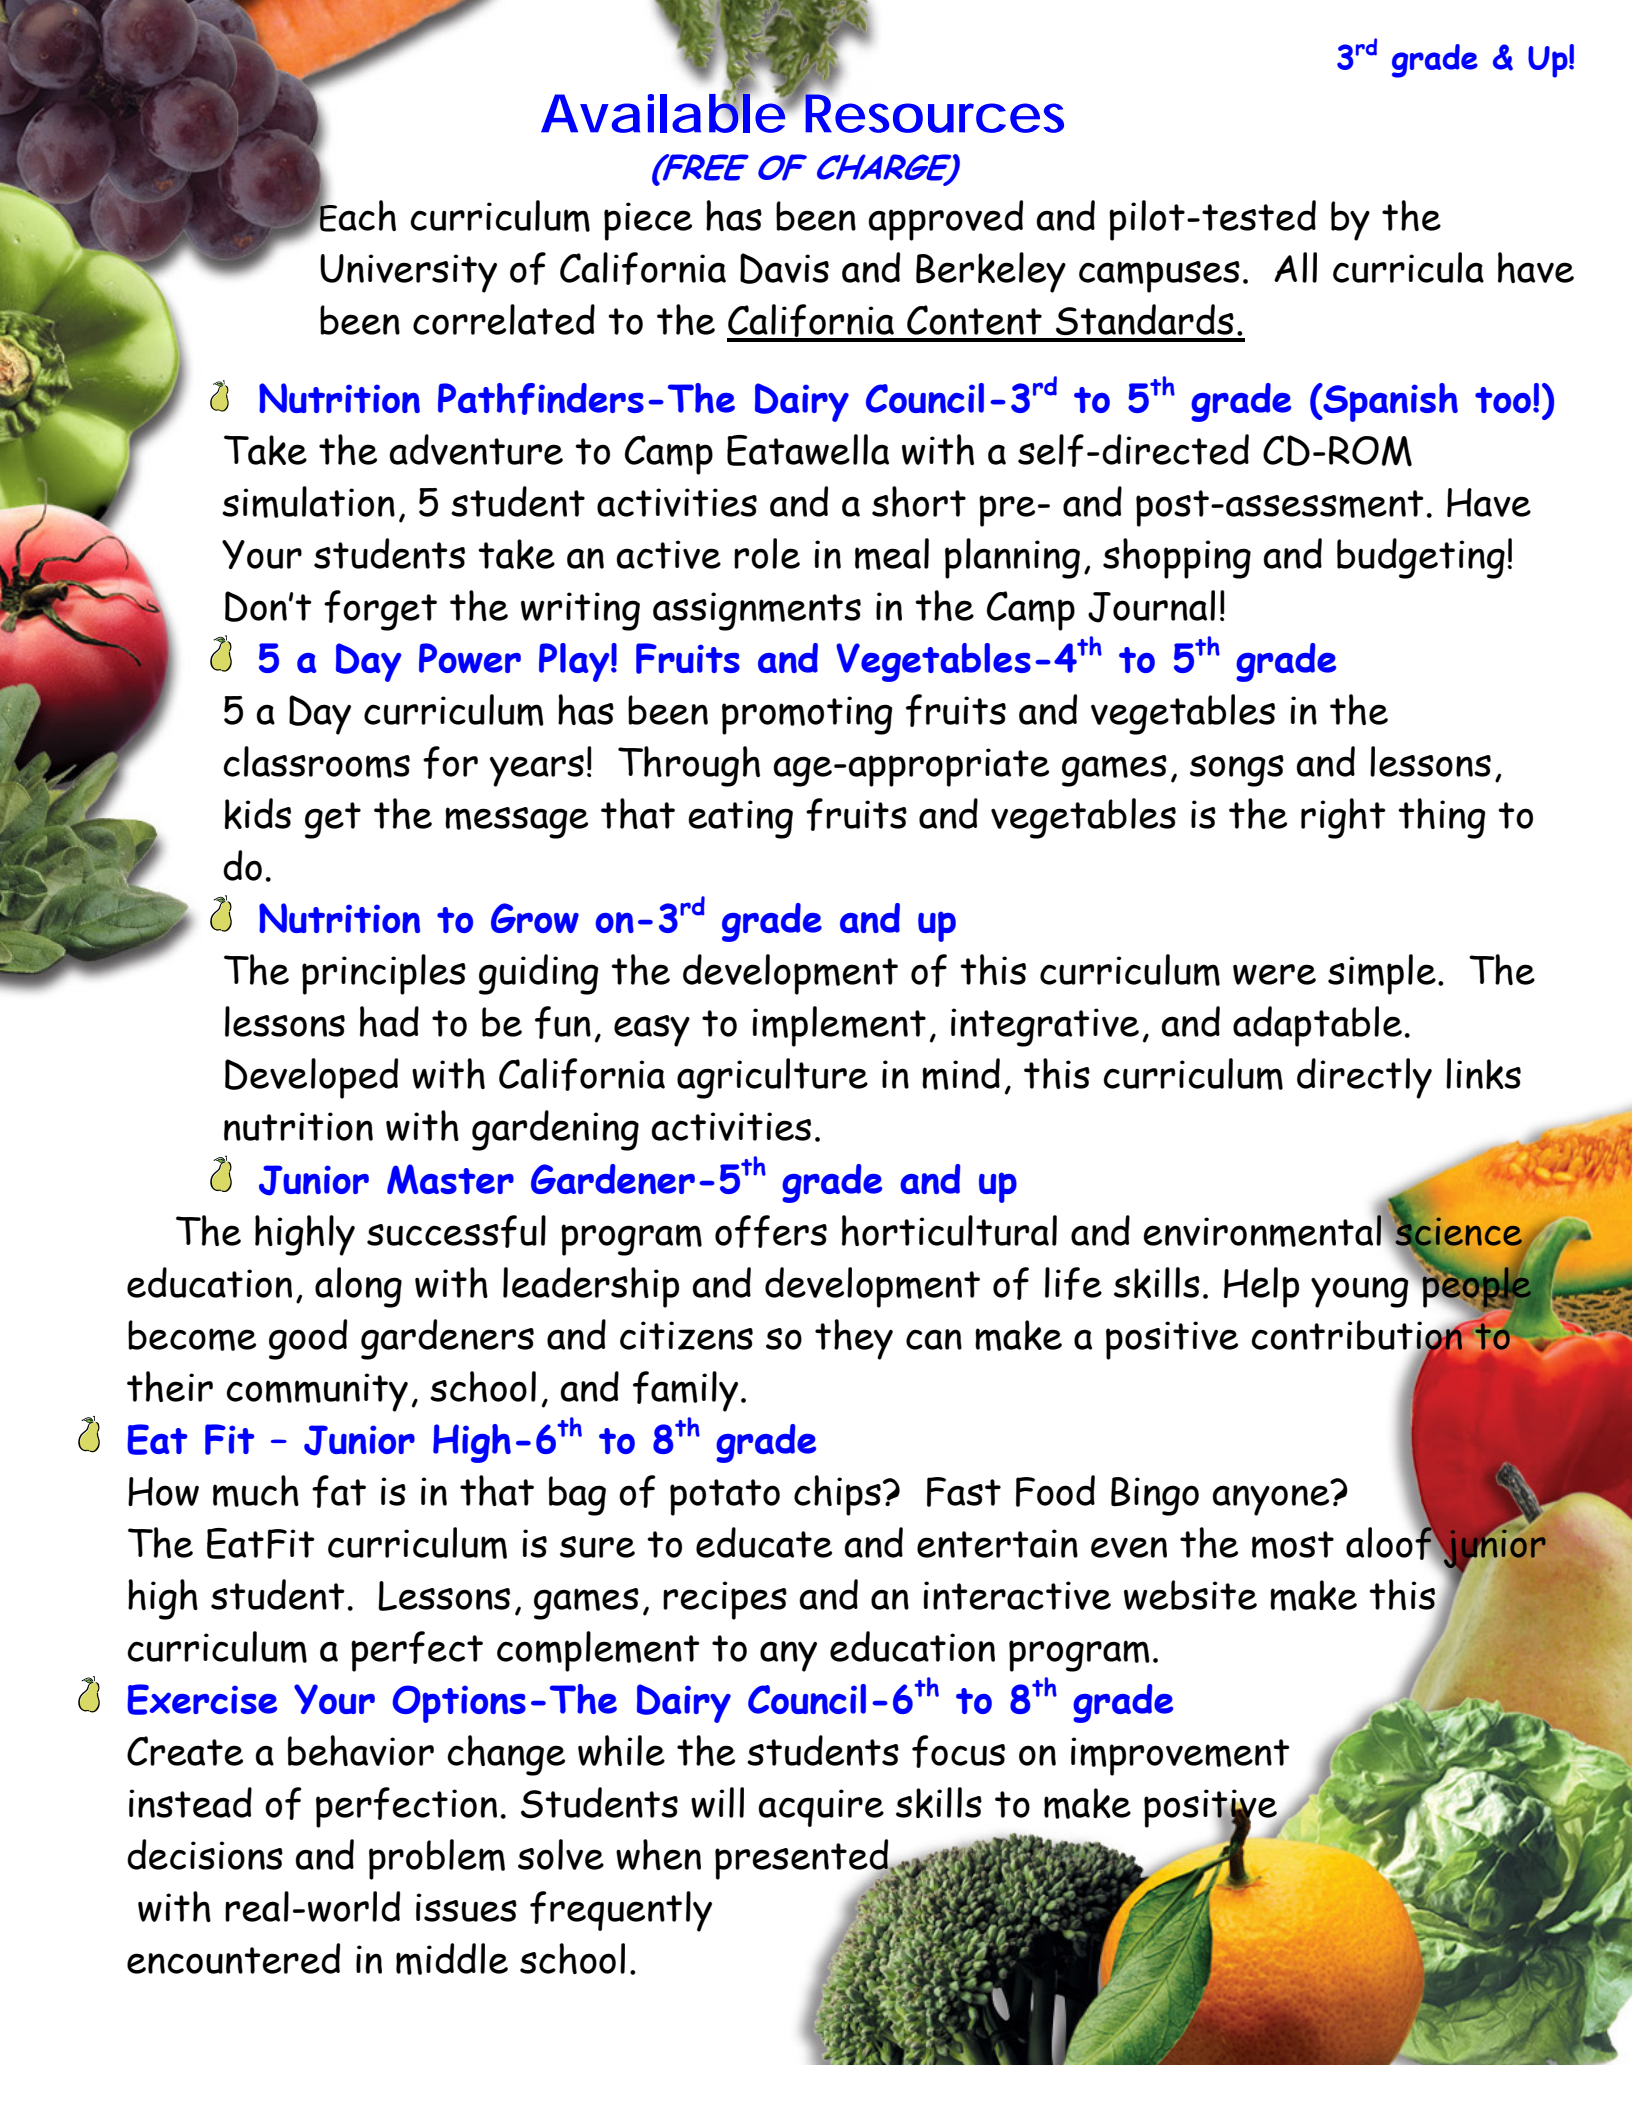 3rd grade & Up!
Available Resources
(FREE OF CHARGE)
Each curriculum piece has been approved and pilot-tested by the
University of California Davis and Berkeley campuses.  All curricula have
been correlated to the California Content Standards.
Nutrition Pathfinders-The Dairy Council-3rd to 5th grade (Spanish too!)
Take the adventure to Camp Eatawella with a self-directed CD-ROM
simulation, 5 student activities and a short pre- and post-assessment. Have
Your students take an active role in meal planning, shopping and budgeting!
Don't forget the writing assignments in the Camp Journal!
5 a Day Power Play! Fruits and Vegetables-4th to 5th grade
5 a Day curriculum has been promoting fruits and vegetables in the
classrooms for years!  Through age-appropriate games, songs and lessons,
kids get the message that eating fruits and vegetables is the right thing to
do.
Nutrition to Grow on-3rd grade and up
The principles guiding the development of this curriculum were simple.  The
lessons had to be fun, easy to implement, integrative, and adaptable.
Developed with California agriculture in mind, this curriculum directly links
nutrition with gardening activities.
Junior Master Gardener-5th grade and up
The highly successful program offers horticultural and environmental science
education, along with leadership and development of life skills. Help young people
become good gardeners and citizens so they can make a positive contribution to
their community, school, and family.
Eat Fit – Junior High-6th to 8th grade
How much fat is in that bag of potato chips?  Fast Food Bingo anyone?
The EatFit curriculum is sure to educate and entertain even the most aloof junior
high student.  Lessons, games, recipes and an interactive website make this
curriculum a perfect complement to any education program.
Exercise Your Options-The Dairy Council-6th to 8th grade
Create a behavior change while the students focus on improvement
instead of perfection. Students will acquire skills to make positive
decisions and problem solve when presented
with real-world issues frequently
encountered in middle school.